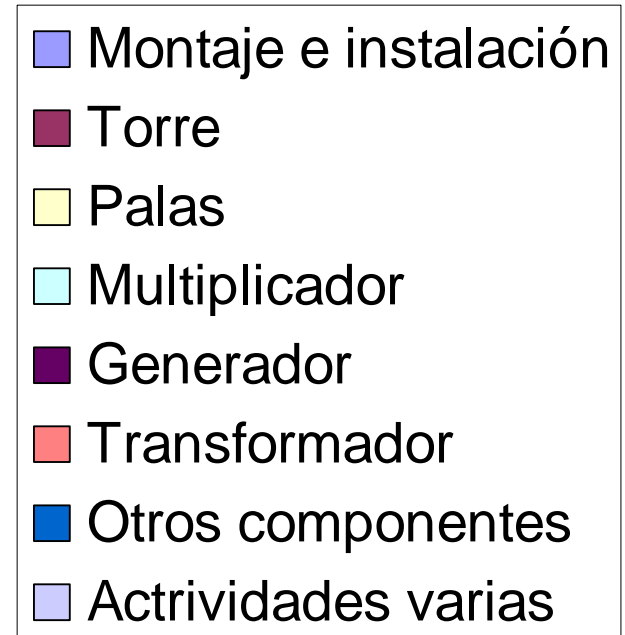 Montaje e instalación
Torre
Palas
Multiplicador
Generador
Transformador
Otros componentes
Actrividades varias